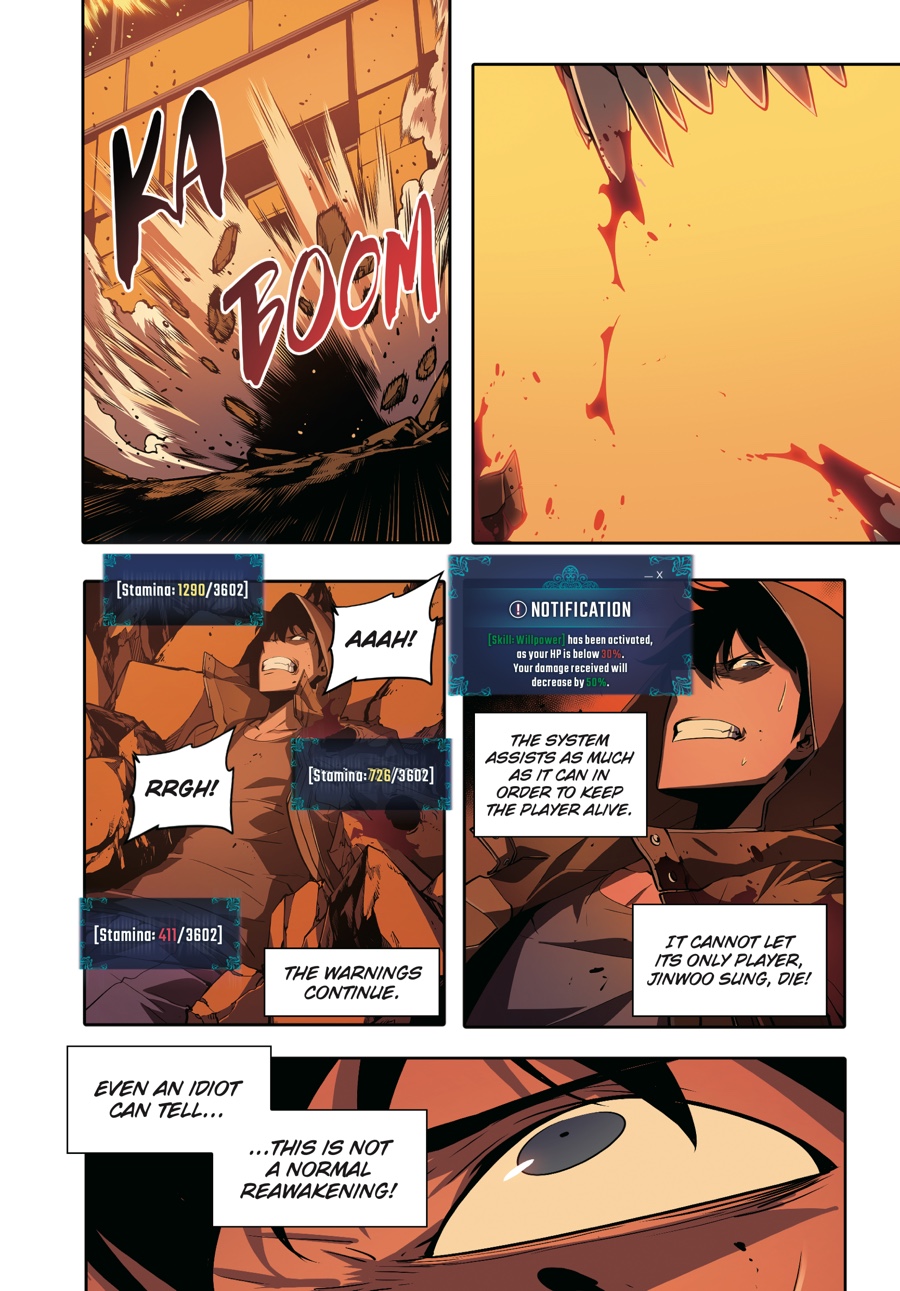 KA
BOOM
[Stamina: 1290/3602]
AAAH!
RRGH!
[Stamina: 726/3602]
[Stamina: 411/3602]
THE WARNINGS
CONTINUE.
— X
! NOTIFICATION
[Skill: Willpower] has been activated,
as your HP is below 30%.
Your damage received will
decrease by 50%.
THE SYSTEM
ASSISTS AS MUCH
AS IT CAN IN
ORDER TO KEEP
THE PLAYER ALIVE.
IT CANNOT LET
ITS ONLY PLAYER,
JINWOO SUNG, DIE!
EVEN AN IDIOT
CAN TELL...
...THIS IS NOT
A NORMAL
REAWAKENING!